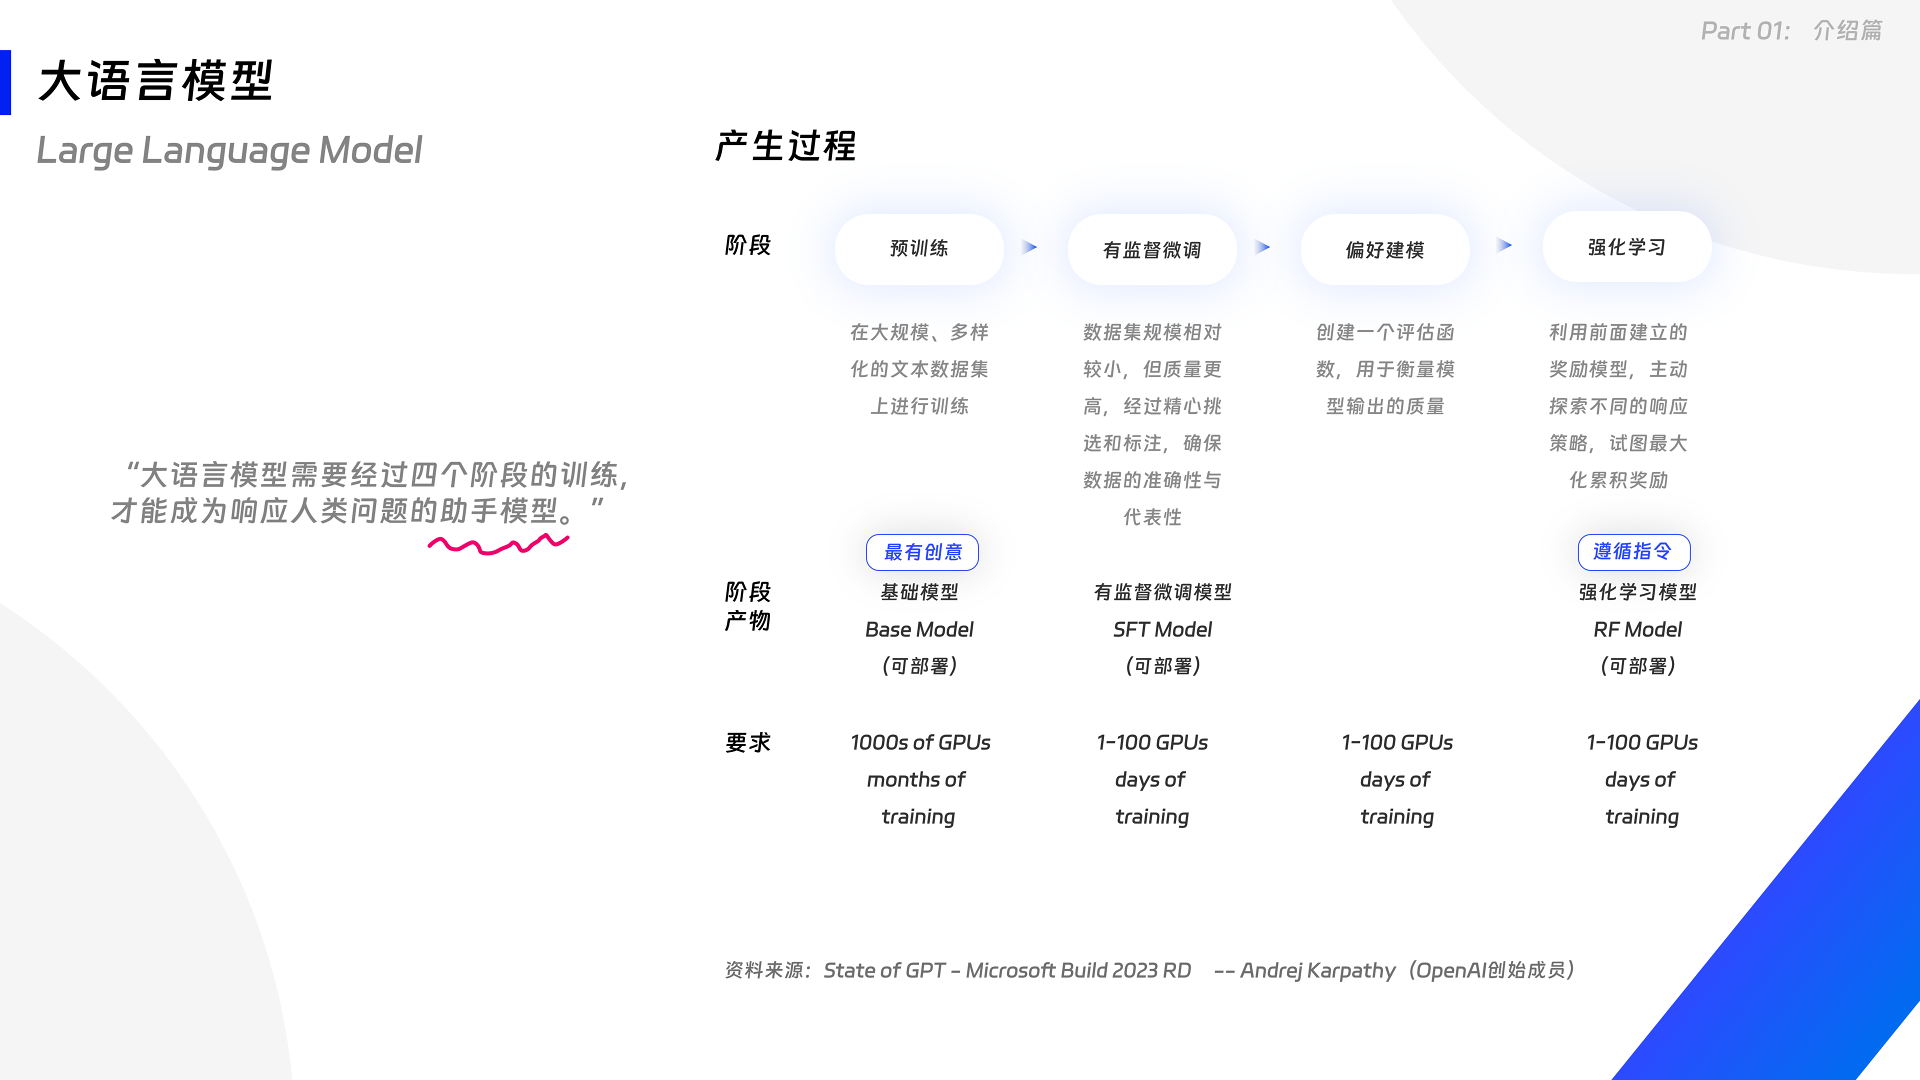 Part 01： 介绍篇
大语言模型
Large Language Model
“大语言模型需要经过四个阶段的训练，
才能成为响应人类问题的助手模型。”
产生过程
阶段
预训练
有监督微调
偏好建模
强化学习
在大规模、多样
化的文本数据集
上进行训练
数据集规模相对
较小，但质量更
高，经过精心挑
选和标注，确保
数据的准确性与
代表性
创建一个评估函
数，用于衡量模
型输出的质量
利用前面建立的
奖励模型，主动
探索不同的响应
策略，试图最大
化累积奖励
阶段
产物
最有创意
基础模型
Base Model
（可部署）
有监督微调模型
SFT Model
（可部署）
遵循指令
强化学习模型
RF Model
（可部署）
要求
1000s of GPUs
months of
training
1-100 GPUs
days of
training
1-100 GPUs
days of
training
1-100 GPUs
days of
training
资料来源：State of GPT - Microsoft Build 2023 RD -- Andrej Karpathy（OpenAI创始成员）